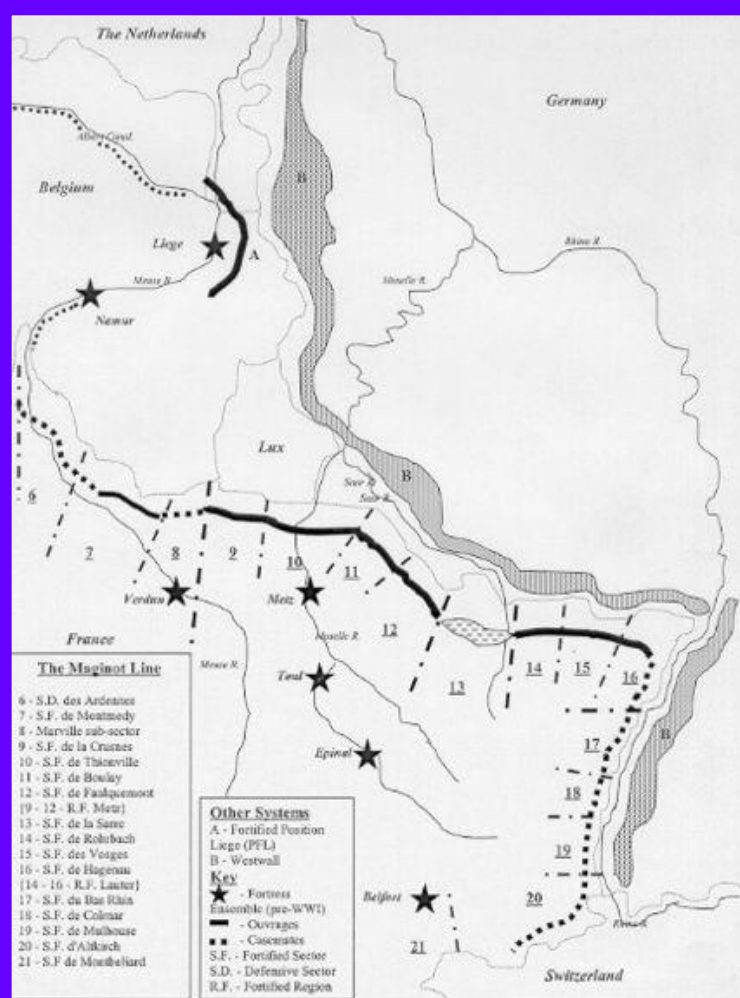 The Netherlands
Germany
Albert Canal
B
Belgium
Rhine R.
Liege
A
Meuse R.
Moselle R.
Namur
Lux
B
Saar R.
Saar R.
6
7
8
9
10
11
Verdun
Metz
12
France
Moselle R.
Meuse R.
13
14
15
16
Toul
17
B
Epinal
18
19
20
Belfort
21
Rhine R.
Switzerland
The Maginot Line
6 - S.D. des Ardennes
7 - S.F. de Montmedy
8 - Marville sub-sector
9 - S.F. de la Crusnes
10 - S.F. de Thionville
11 - S.F. de Boulay
12 - S.F. de Faulquemont
[9 - 12 - R.F. Metz]
13 - S.F. de la Sarre
14 - S.F. de Rohrbach
15 - S.F. des Vosges
16 - S.F. de Hagenau
[14 - 16 - R.F. Lauter]
17 - S.F. du Bas Rhin
18 - S.F. de Colmar
19 - S.F. de Mulhouse
20 - S.F. d'Altkirch
21 - S.F de Montbeliard
Other Systems
A - Fortified Position
Liege (PFL)
B - Westwall
Key
- Fortress
Ensemble (pre-WWI)
- Ouvrages
- Casemates
S.F. - Fortified Sector
S.D. - Defensive Sector
R.F. - Fortified Region